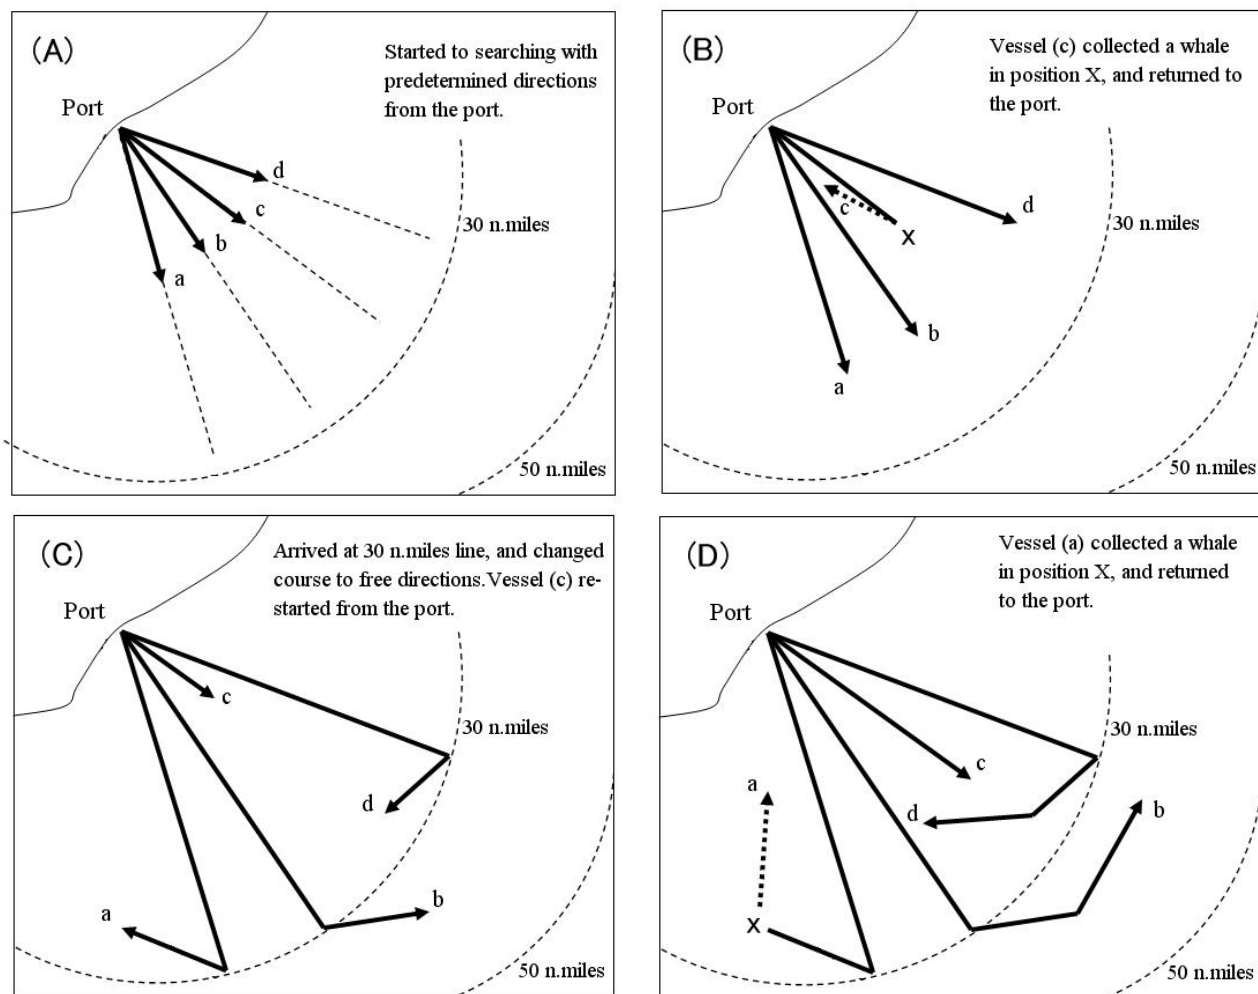 (A)
Started to searching with
predetermined directions
from the port.
Port
d
c
b
a
30 n.miles
50 n.miles
(B)
Vessel (c) collected a whale
in position X, and returned to
the port.
Port
c
d
X
b
a
30 n.miles
50 n.miles
(C)
Arrived at 30 n.miles line, and changed
course to free directions.Vessel (c) re-
started from the port.
Port
c
30 n.miles
d
b
a
50 n.miles
(D)
Vessel (a) collected a whale
in position X, and returned
to the port.
Port
30 n.miles
c
a
d
b
X
50 n.miles